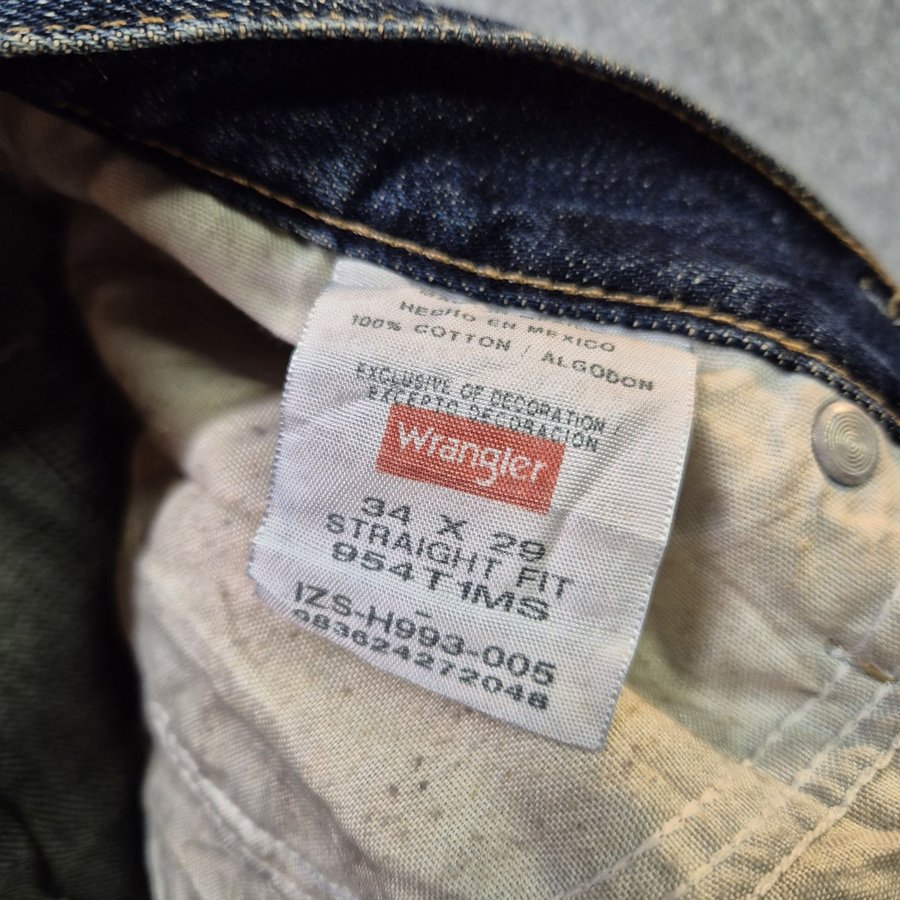 HECHO EN MEXICO
100% COTTON / ALGODON
EXCLUSIVE OF DECORATION /
EXCEPTO DECORACION
Wrangler
34 X 29
STRAIGHT FIT
954T1MS
IZS-H993-005
983624272048